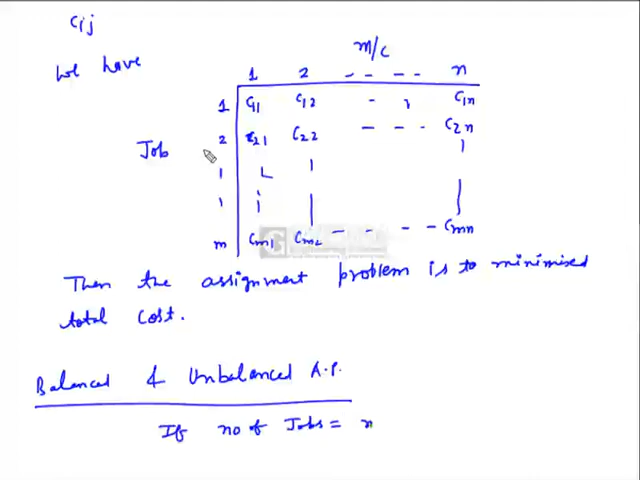 Cij
We have
m/c
1 2 - - - - n
1 C11 C12 - , C1n
2 C21 C22 - - - C2n
Job
m Cm1 Cm2 - - - - Cmn
Then the assignment problem is to minimised
total cost.
Balanced & Unbalanced A.P.
If no of Jobs = n